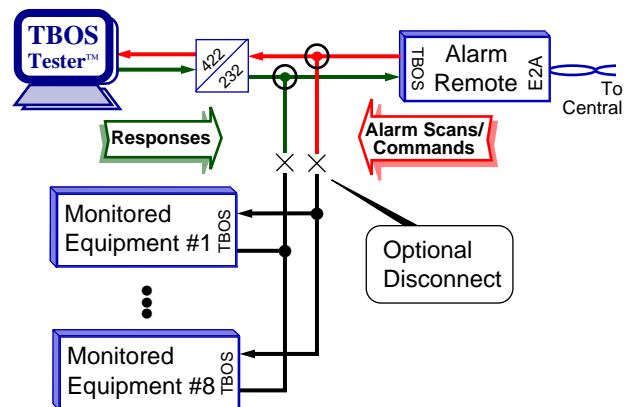 TBOS
Tester™
422
232
TBOS
Alarm
Remote
E2A
To
Central
Responses
Alarm Scans/
Commands
Monitored
Equipment #1
TBOS
Optional
Disconnect
Monitored
Equipment #8
TBOS